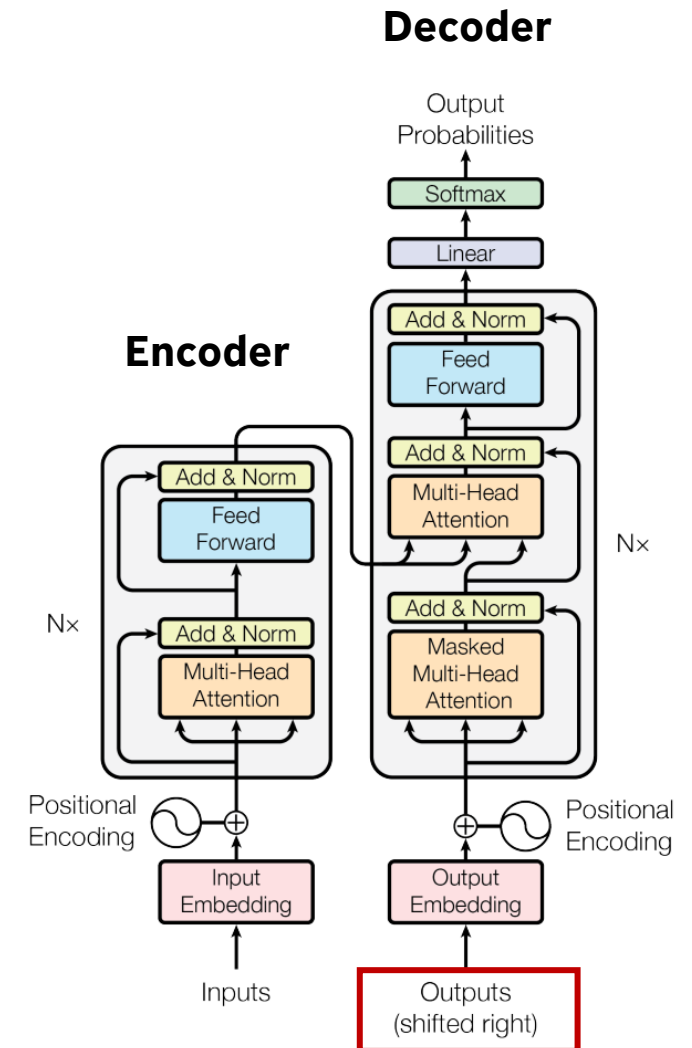 Decoder
Output
Probabilities
Softmax
Linear
Add & Norm
Feed
Forward
Add & Norm
Multi-Head
Attention
Add & Norm
Masked
Multi-Head
Attention
N×
Positional
Encoding
Output
Embedding
Outputs
(shifted right)
Encoder
Add & Norm
Feed
Forward
Add & Norm
Multi-Head
Attention
N×
Positional
Encoding
Input
Embedding
Inputs